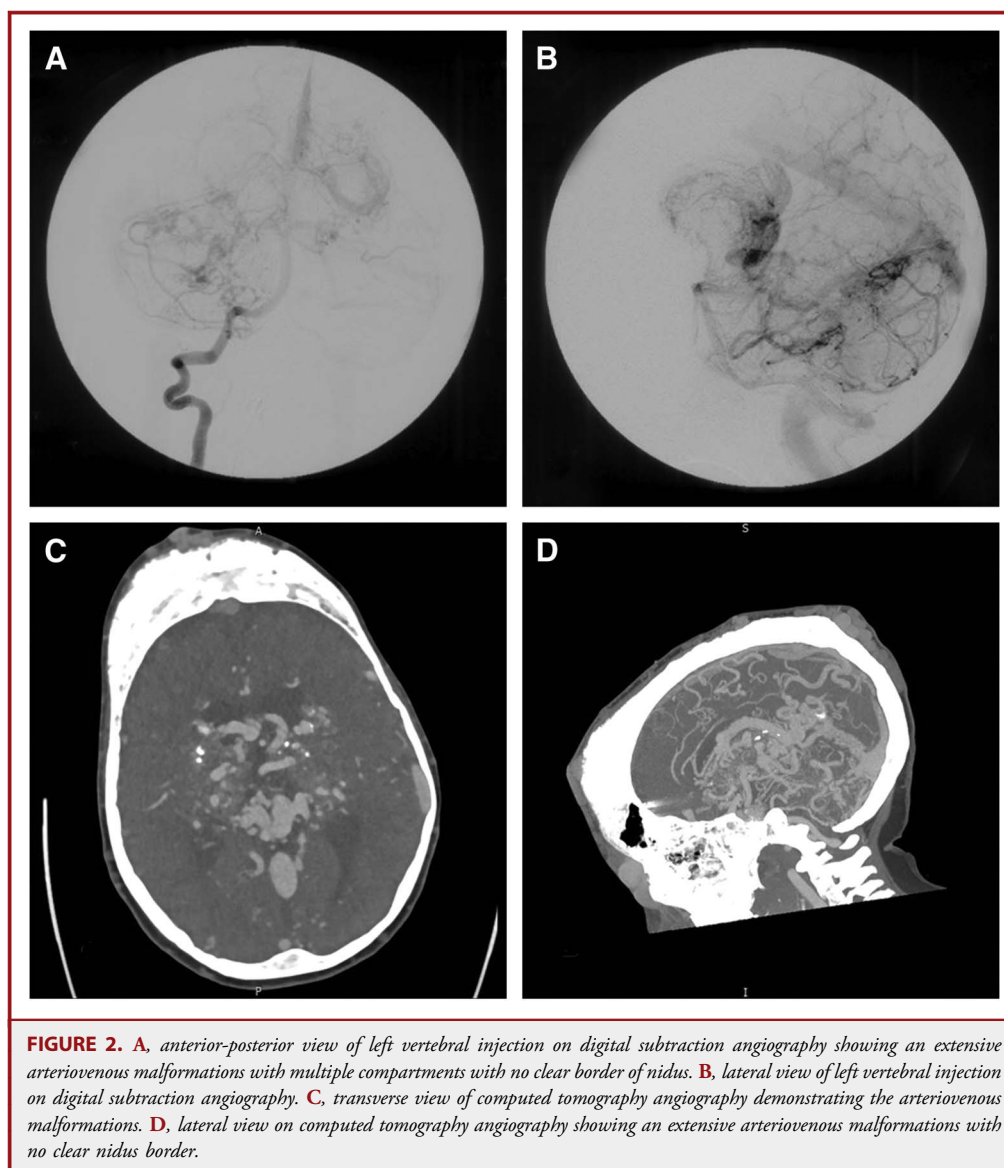 A
B
C
A
P
D
S
I
FIGURE 2. A, anterior-posterior view of left vertebral injection on digital subtraction angiography showing an extensive
arteriovenous malformations with multiple compartments with no clear border of nidus. B, lateral view of left vertebral injection
on digital subtraction angiography. C, transverse view of computed tomography angiography demonstrating the arteriovenous
malformations. D, lateral view on computed tomography angiography showing an extensive arteriovenous malformations with
no clear nidus border.